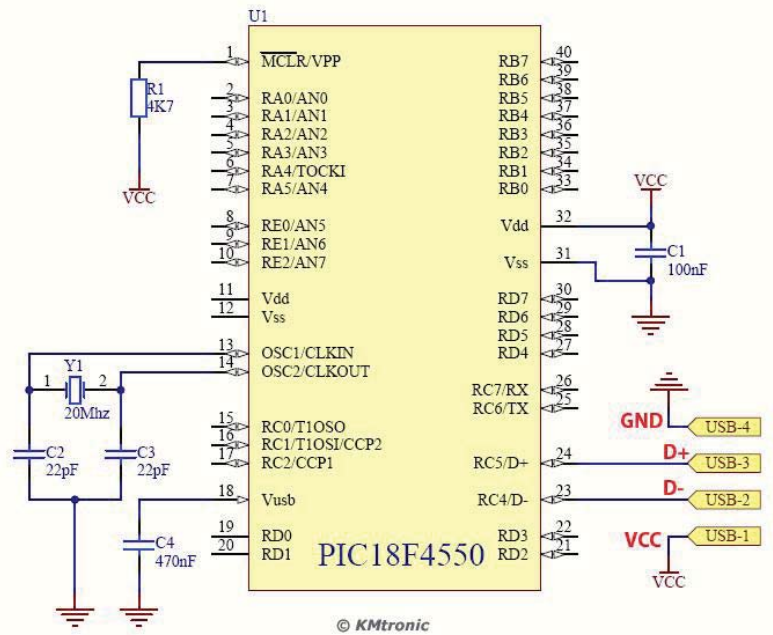 U1
1
MCLR/VPP
2
RA0/AN0
3
RA1/AN1
4
RA2/AN2
5
RA3/AN3
6
RA4/TOCKI
7
RA5/AN4
8
RE0/AN5
9
RE1/AN6
10
RE2/AN7
11
Vdd
12
Vss
13
OSC1/CLKIN
14
OSC2/CLKOUT
15
RC0/T1OSO
16
RC1/T1OSI/CCP2
17
RC2/CCP1
18
Vusb
19
RD0
20
RD1
RB7
40
RB6
39
RB5
38
RB4
37
RB3
36
RB2
35
RB1
34
RB0
33
Vdd
32
Vss
31
RD7
30
RD6
29
RD5
28
RD4
27
RC7/RX
26
RC6/TX
25
RC5/D+
24
RC4/D-
23
RD3
22
RD2
21
PIC18F4550
R1
4K7
VCC
1
Y1
2
20Mhz
C2
22pF
C3
22pF
C4
470nF
VCC
C1
100nF
GND
USB-4
D+
USB-3
D-
USB-2
VCC
USB-1
VCC
© KMtronic